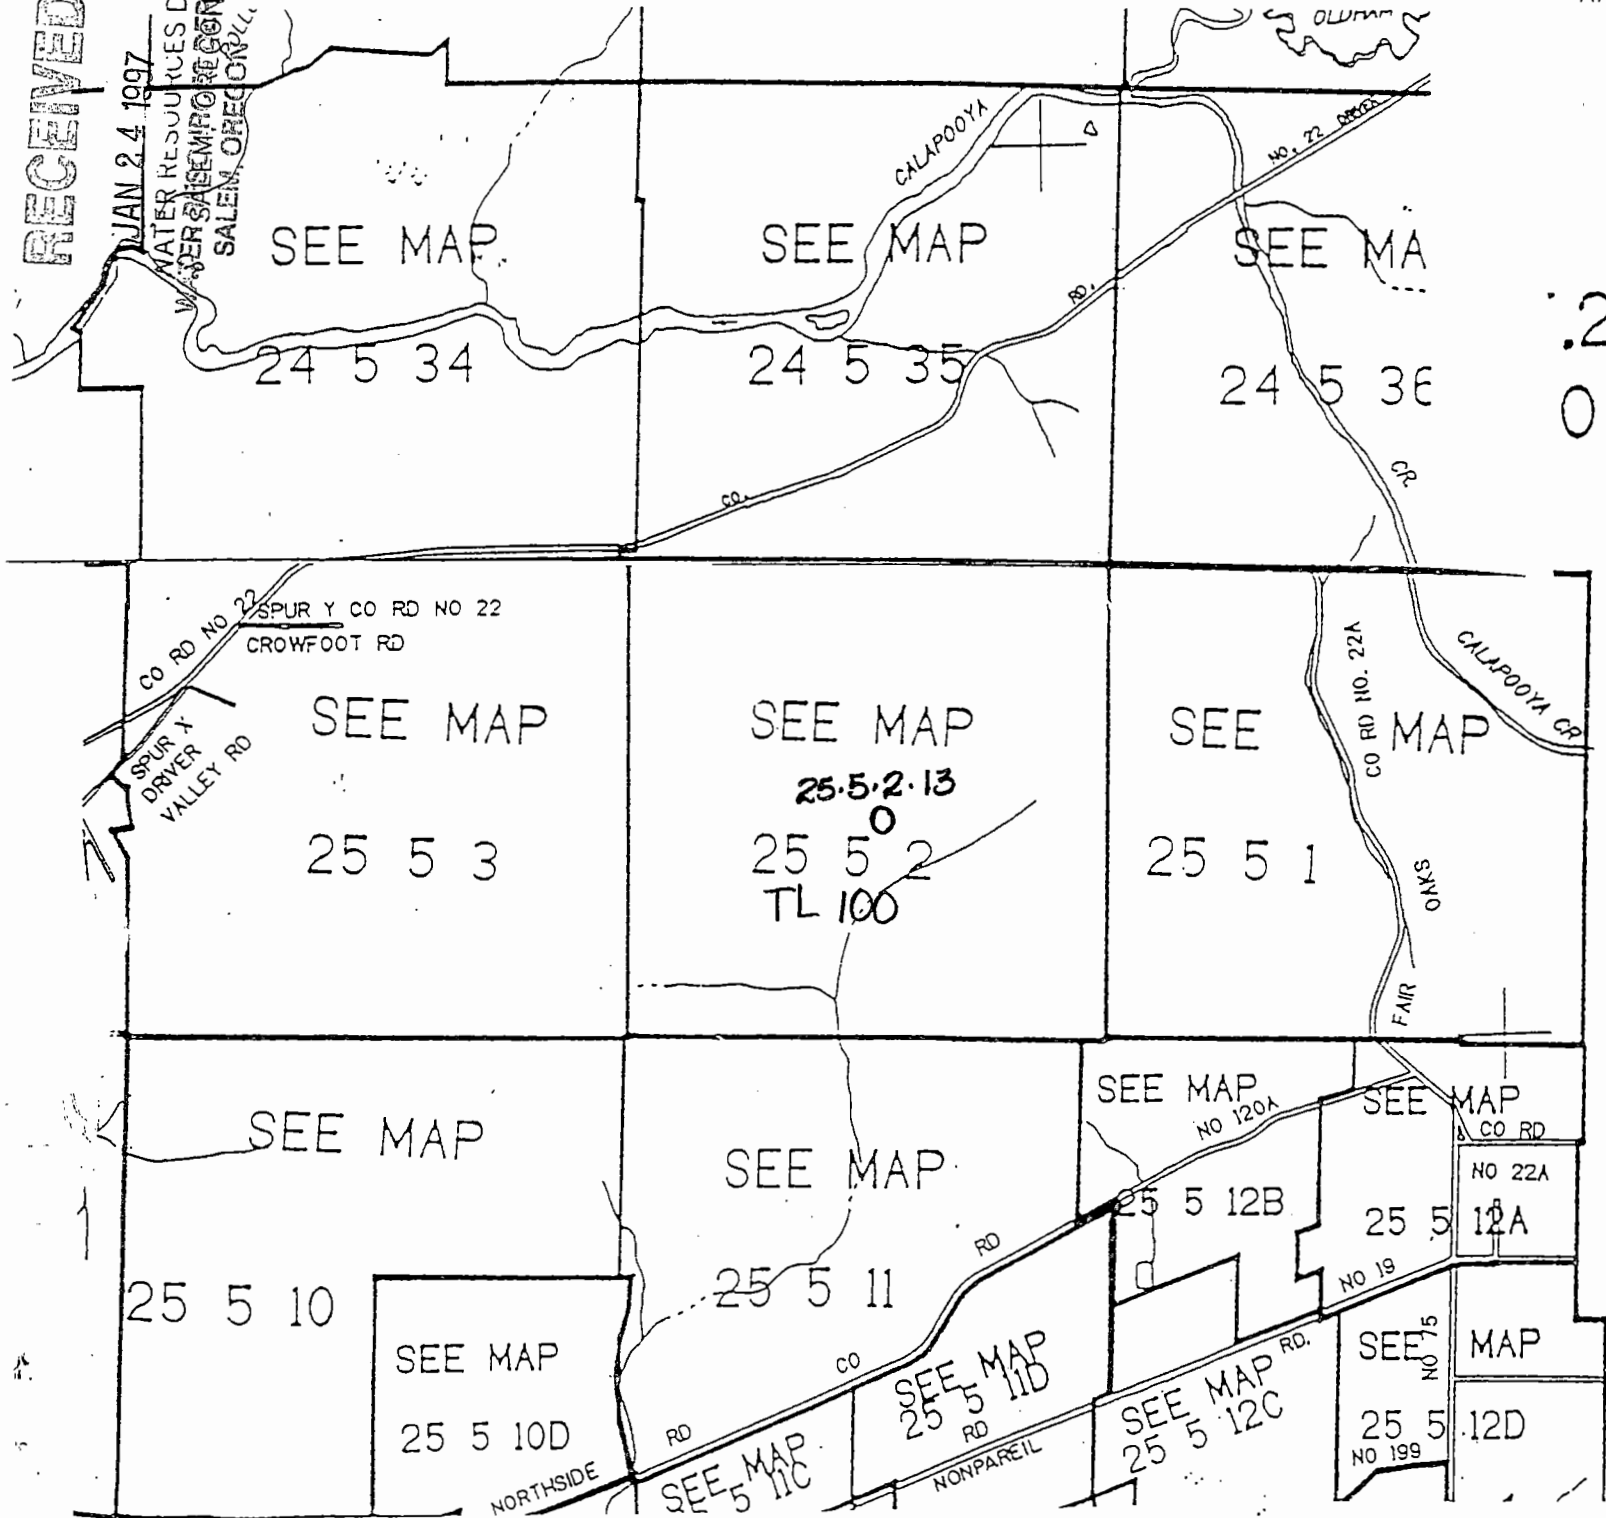 RECEIVED
JAN 24 1997
WATER RESOURCES D
SALEM, OREGON
OLDHAM
CALAPOOYA
NO. 22
SEE MAP
SEE MAP
SEE MA
RD.
24 5 34
24 5 35
24 5 36
.2
0
CO.
CR.
CO RD NO 22
SPUR Y CO RD NO 22
CROWFOOT RD
CO RD NO. 22A
CALAPOOYA CR
SEE MAP
SEE MAP
SEE MAP
SPUR X
DRIVER
VALLEY RD
25.5.2.13
O
25 5 3
25 5 2
25 5 1
TL 100
OAKS
FAIR
SEE MAP
SEE MAP
SEE MAP
SEE MAP
NO 120A
CO RD
NO 22A
25 5 12B
25 5 12A
RD
25 5 10
25 5 11
NO 19
SEE MAP
25 5 10D
CO
SEE MAP
25 5 11D
RD.
SEE MAP
NO 75
SEE MAP
25 5 12C
25 5 12D
RD
RD
NORTHSIDE
SEE MAP
5 11C
NONPAREIL
NO 199